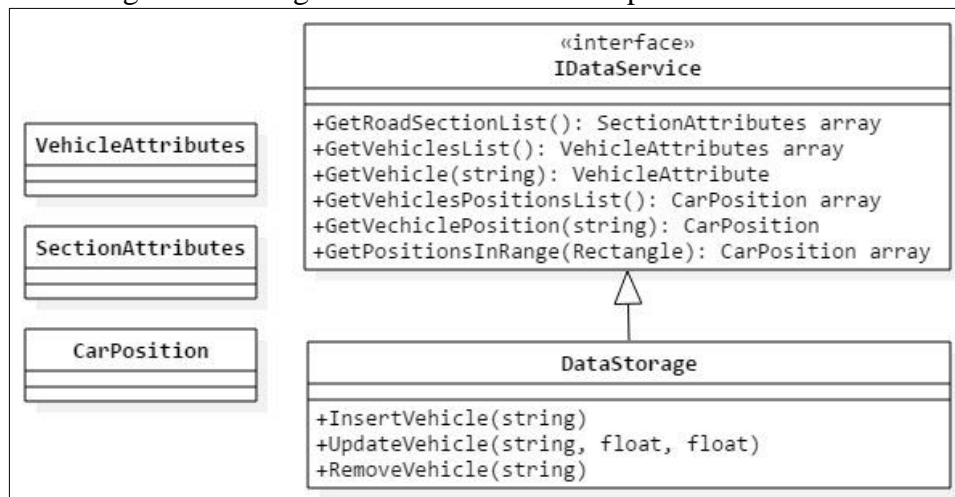 VehicleAttributes
SectionAttributes
CarPosition
«interface»
IDataService
+GetRoadSectionList(): SectionAttributes array
+GetVehiclesList(): VehicleAttributes array
+GetVehicle(string): VehicleAttribute
+GetVehiclesPositionsList(): CarPosition array
+GetVechiclePosition(string): CarPosition
+GetPositionsInRange(Rectangle): CarPosition array
DataStorage
+InsertVehicle(string)
+UpdateVehicle(string, float, float)
+RemoveVehicle(string)